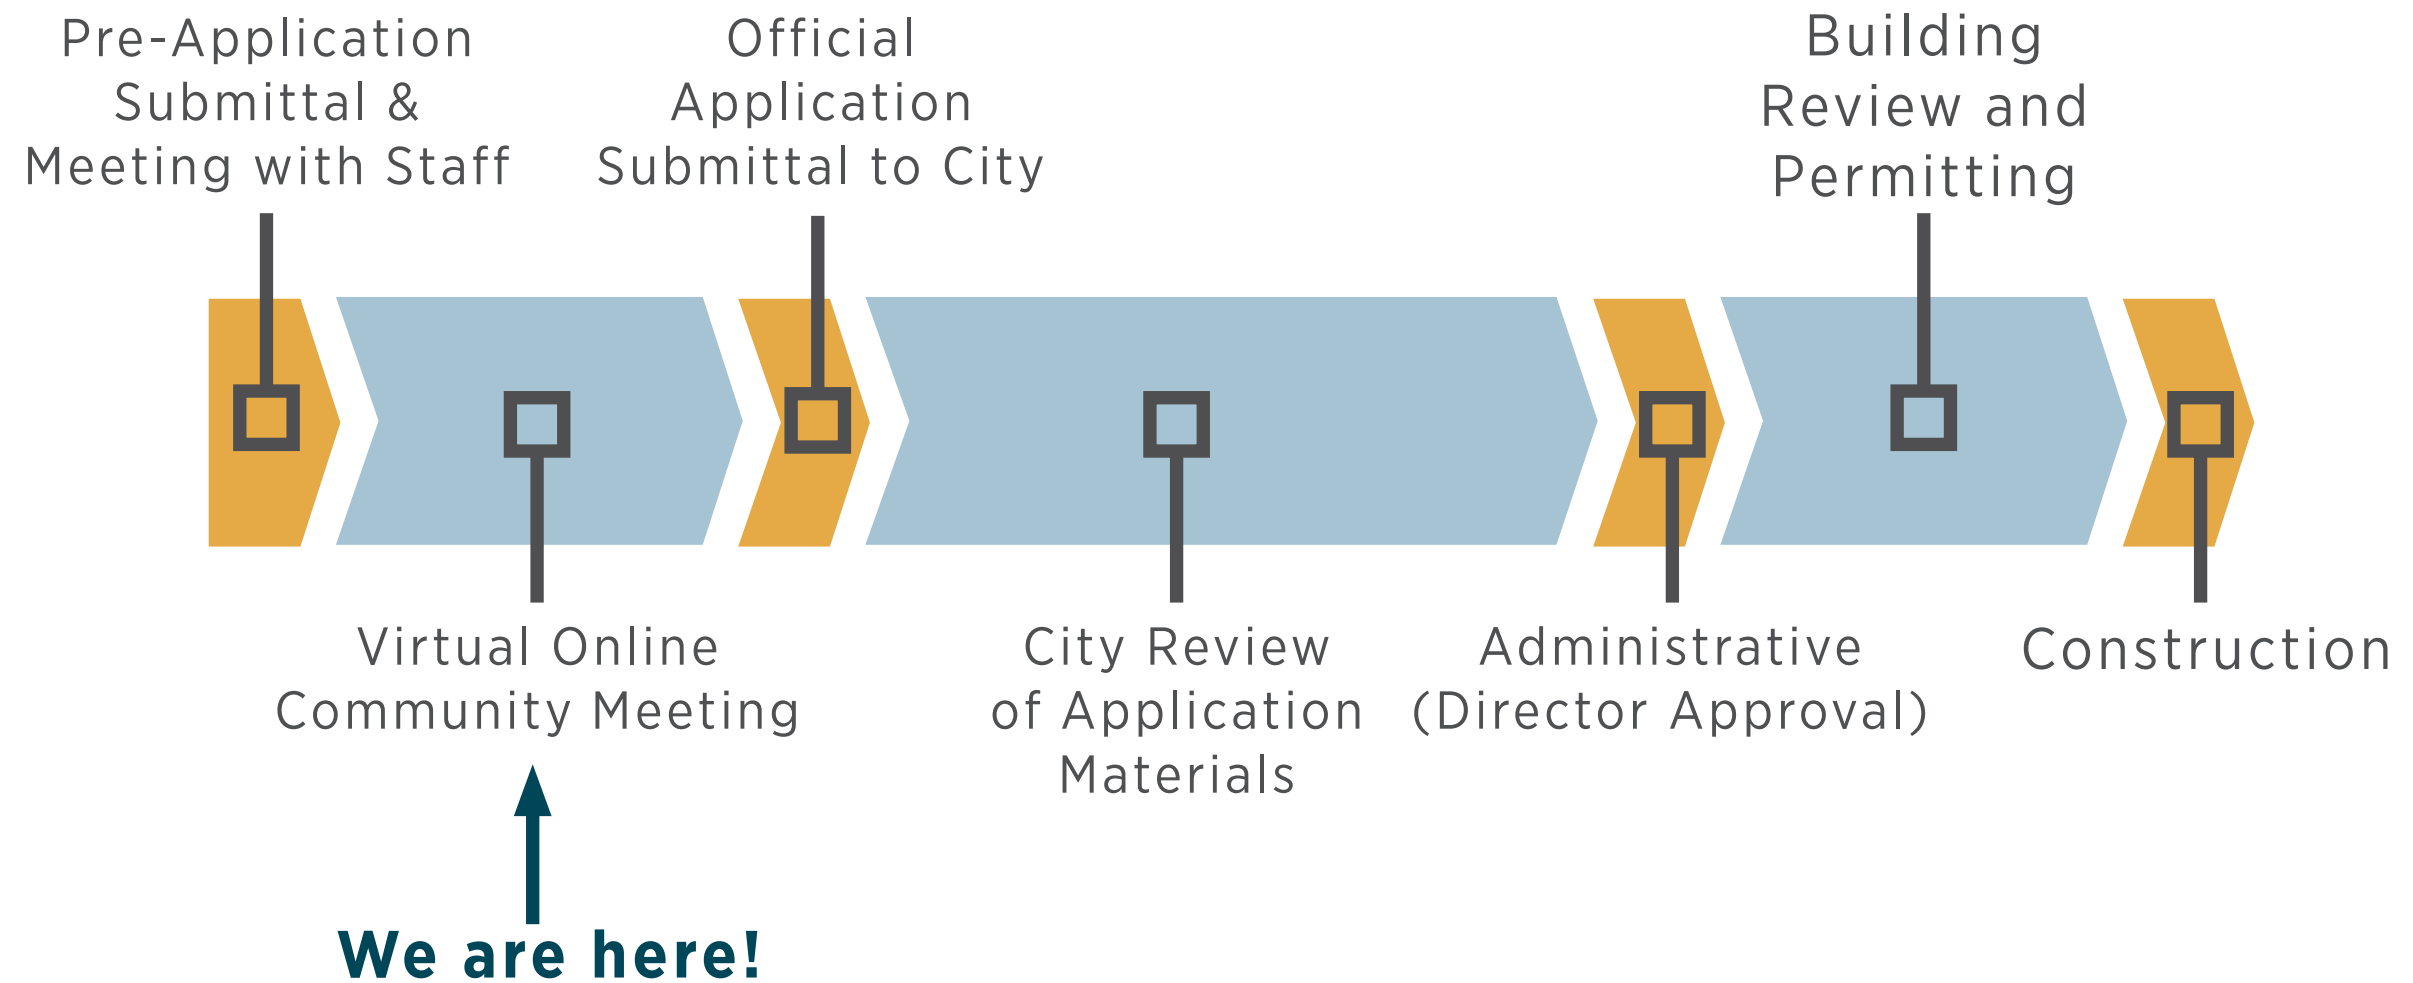 Pre-Application
Submittal &
Meeting with Staff
Official
Application
Submittal to City
Building
Review and
Permitting
Virtual Online
Community Meeting
City Review
of Application
Materials
Administrative
(Director Approval)
Construction
We are here!